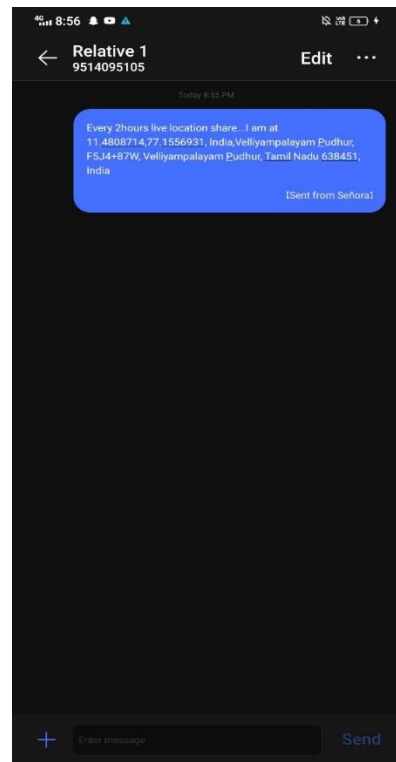 4G 8:56
6
Relative 1
Edit
9514095105
Today 8:55 PM
Every 2hours live location share...I am at
11.4808714,77.1556931, India,Velliyampalayam Pudhur,
F5J4+87W, Velliyampalayam Pudhur, Tamil Nadu 638451,
India
[Sent from Señora]
Enter message
Send